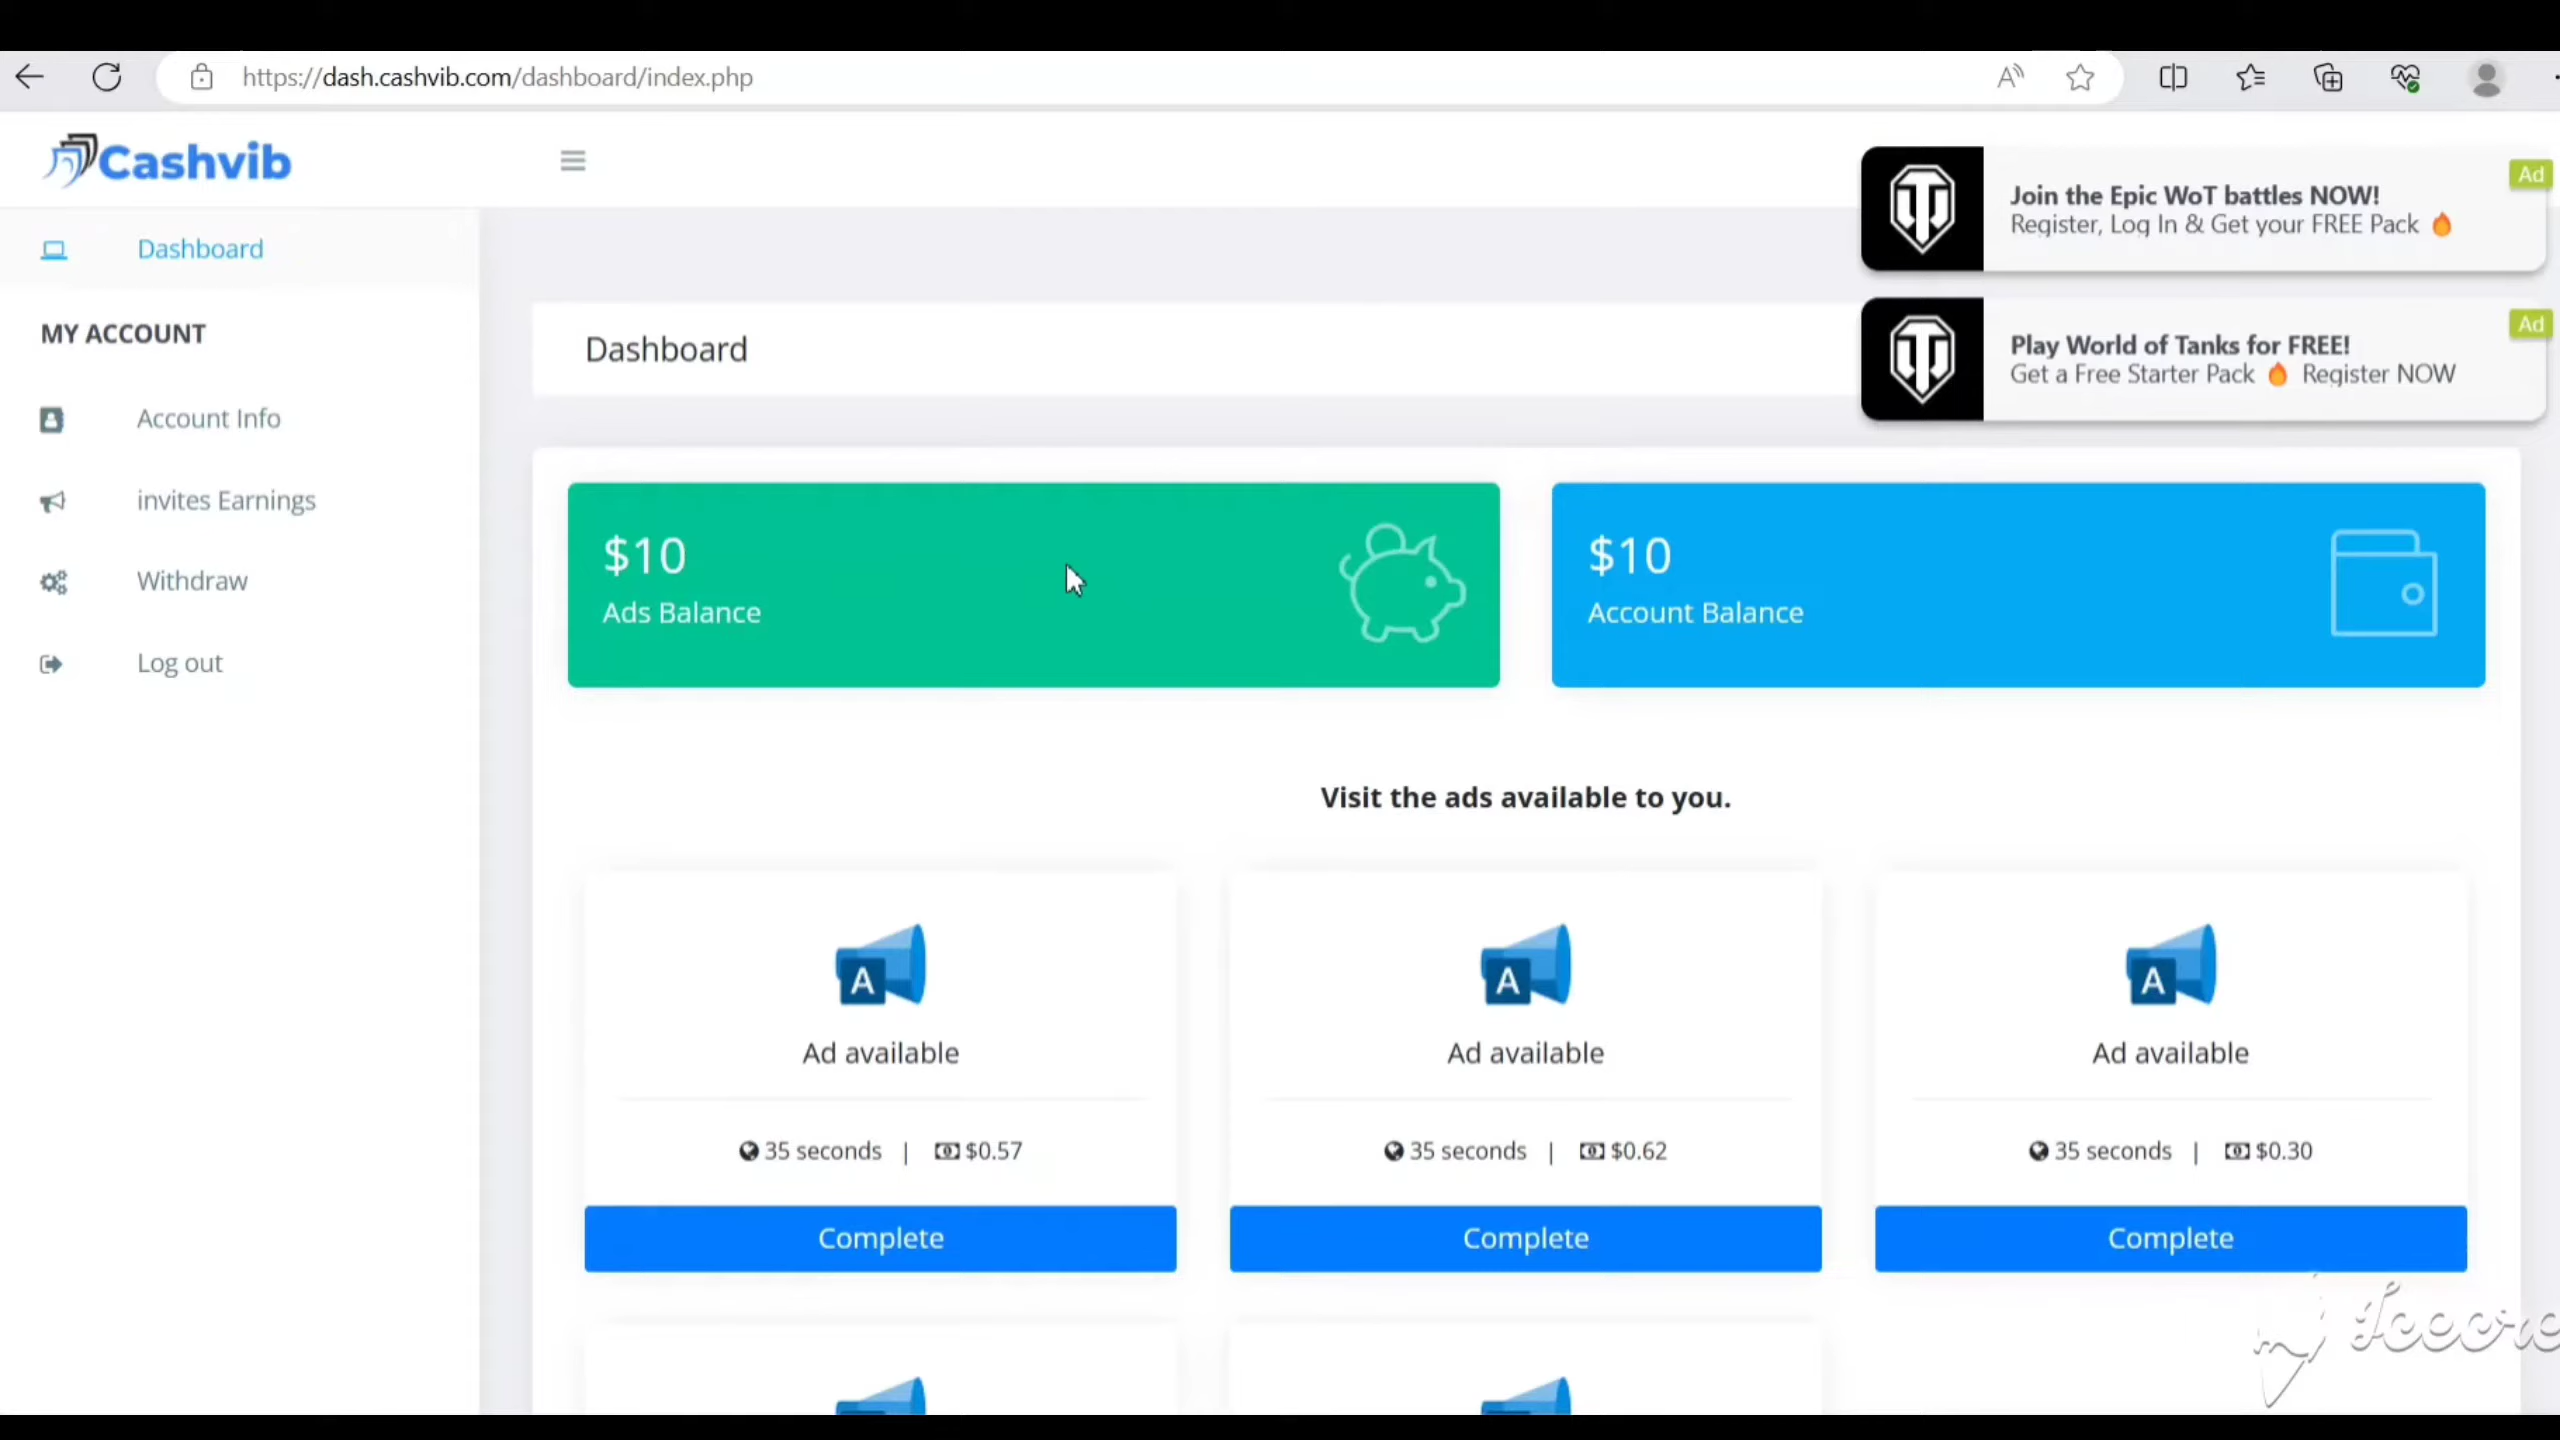 https://dash.cashvib.com/dashboard/index.php
Cashvib
Join the Epic WoT battles NOW!
Register, Log In & Get your FREE Pack
Ad
Dashboard
Play World of Tanks for FREE!
Get a Free Starter Pack Register NOW
Ad
MY ACCOUNT
Account Info
invites Earnings
Withdraw
Log out
Dashboard
$10
Ads Balance
$10
Account Balance
Visit the ads available to you.
A
Ad available
35 seconds | $0.57
Complete
A
Ad available
35 seconds | $0.62
Complete
A
Ad available
35 seconds | $0.30
Complete